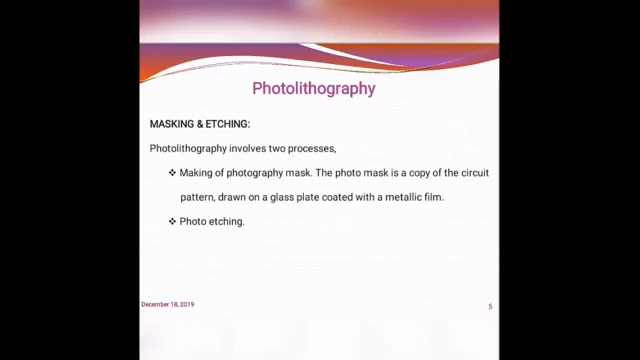 Photolithography
MASKING & ETCHING:
Photolithography involves two processes,
❖ Making of photography mask. The photo mask is a copy of the circuit
pattern, drawn on a glass plate coated with a metallic film.
❖ Photo etching.
December 18, 2019
5